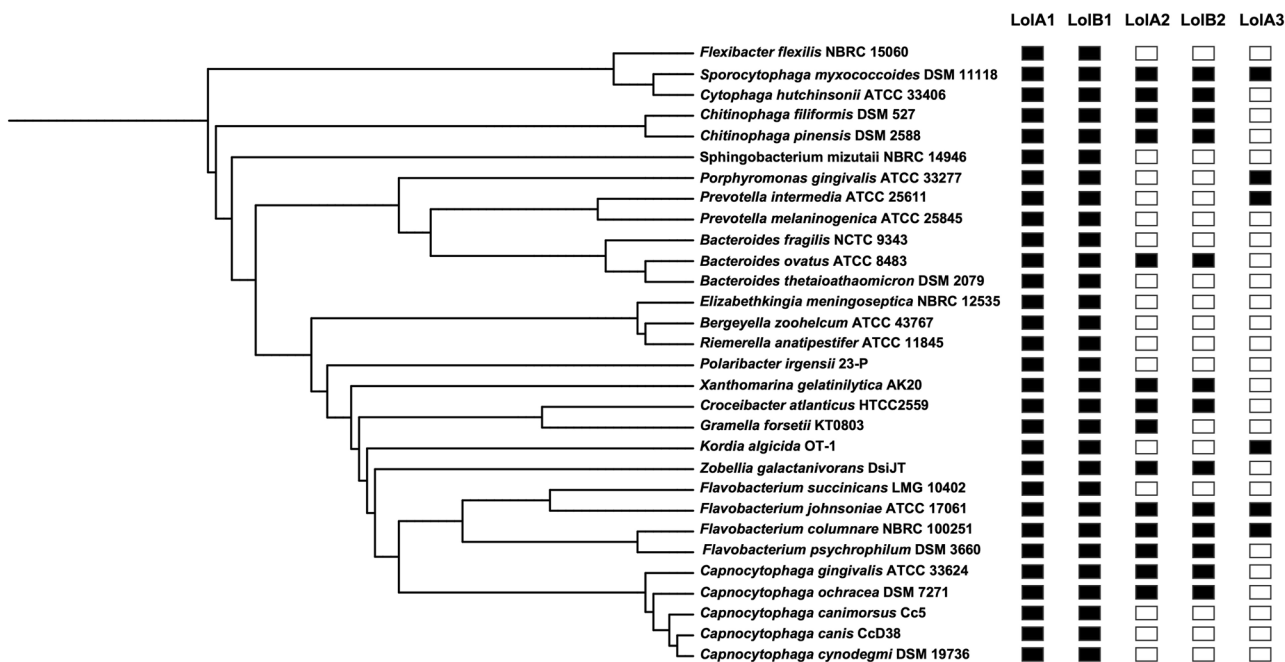 LolA1 LolB1 LolA2 LolB2 LolA3
Flexibacter flexilis NBRC 15060
Sporocytophaga myxococcoides DSM 11118
Cytophaga hutchinsonii ATCC 33406
Chitinophaga filiformis DSM 527
Chitinophaga pinensis DSM 2588
Sphingobacterium mizutaii NBRC 14946
Porphyromonas gingivalis ATCC 33277
Prevotella intermedia ATCC 25611
Prevotella melaninogenica ATCC 25845
Bacteroides fragilis NCTC 9343
Bacteroides ovatus ATCC 8483
Bacteroides thetaioathaomicron DSM 2079
Elizabethkingia meningoseptica NBRC 12535
Bergeyella zoohelcum ATCC 43767
Riemerella anatipestifer ATCC 11845
Polaribacter irgensii 23-P
Xanthomarina gelatinilytica AK20
Croceibacter atlanticus HTCC2559
Gramella forsetii KT0803
Kordia algicida OT-1
Zobellia galactanivorans DsiJT
Flavobacterium succinicans LMG 10402
Flavobacterium johnsoniae ATCC 17061
Flavobacterium columnare NBRC 100251
Flavobacterium psychrophilum DSM 3660
Capnocytophaga gingivalis ATCC 33624
Capnocytophaga ochracea DSM 7271
Capnocytophaga canimorsus Cc5
Capnocytophaga canis CcD38
Capnocytophaga cynodegmi DSM 19736